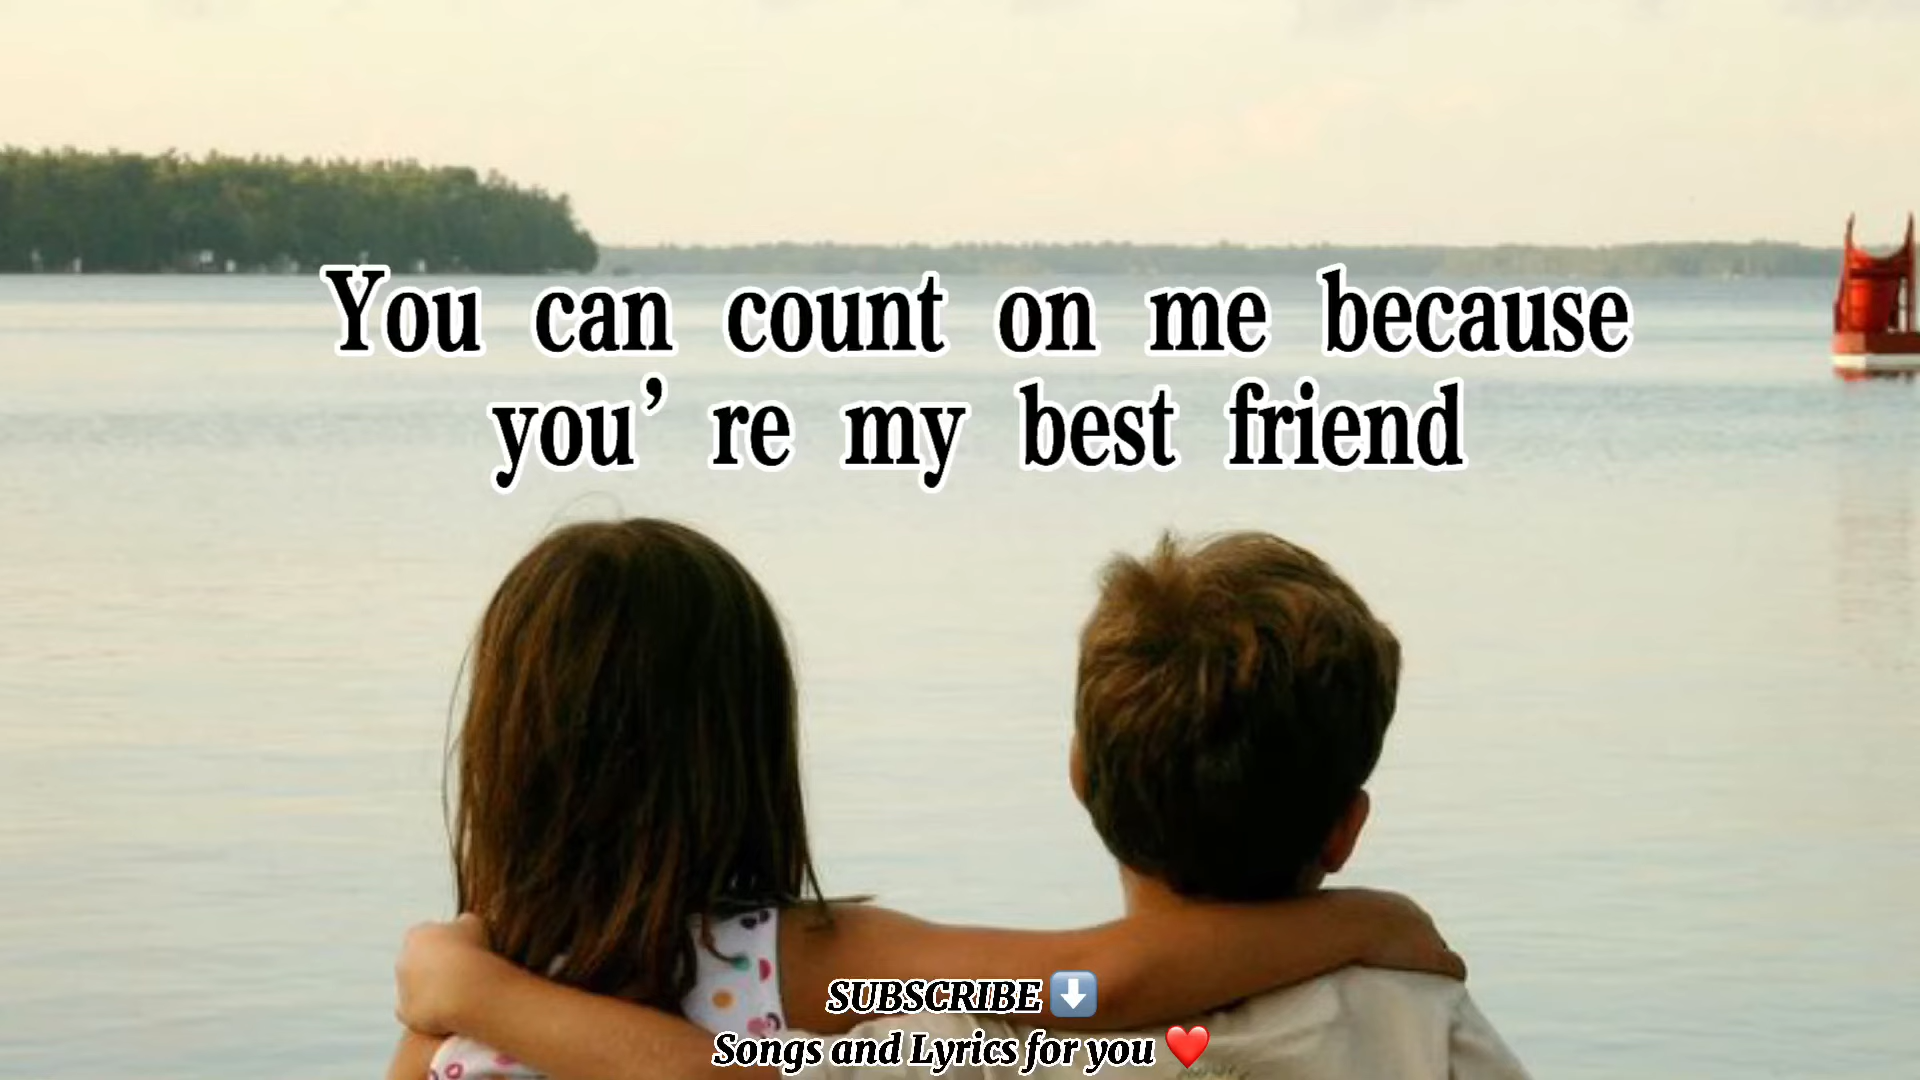 You can count on me because
you’ re my best friend
SUBSCRIBE ⬇️
Songs and Lyrics for you ❤️